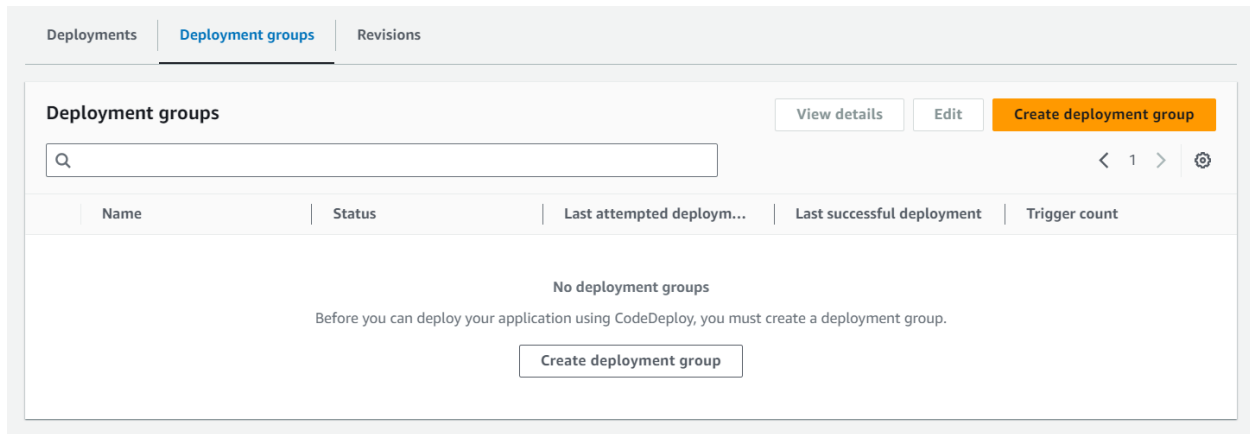 Deployments Deployment groups Revisions
Deployment groups View details Edit Create deployment group
1
Name Status Last attempted deploym... Last successful deployment Trigger count
No deployment groups
Before you can deploy your application using CodeDeploy, you must create a deployment group.
Create deployment group